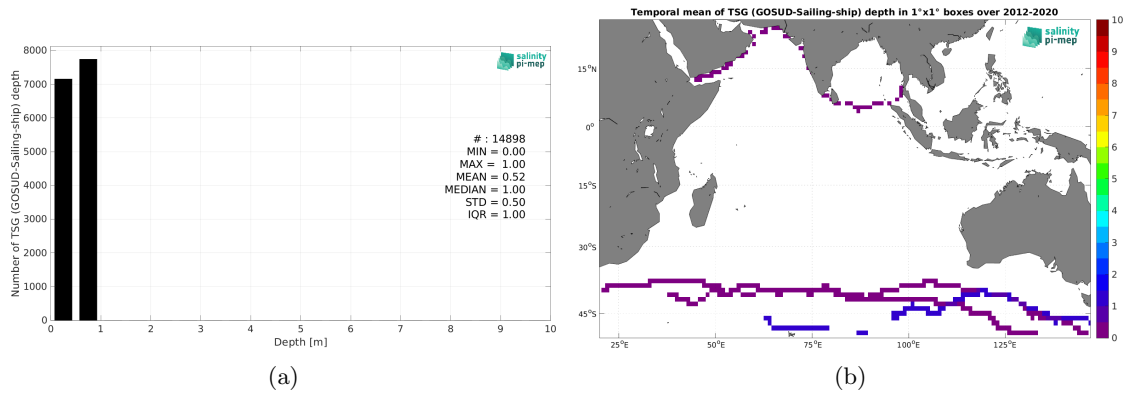 8000
7000
6000
5000
4000
3000
2000
1000
0
Number of TSG (GOSUD-Sailing-ship) depth
salinity
pi-mep
# : 14898
MIN = 0.00
MAX = 1.00
MEAN = 0.52
MEDIAN = 1.00
STD = 0.50
IQR = 1.00
0 1 2 3 4 5 6 7 8 9 10
Depth [m]
(a)
Temporal mean of TSG (GOSUD-Sailing-ship) depth in 1°x1° boxes over 2012-2020
salinity
pi-mep
15°N
0°
15°S
30°S
45°S
25°E 50°E 75°E 100°E 125°E
10
9
8
7
6
5
4
3
2
1
0
(b)